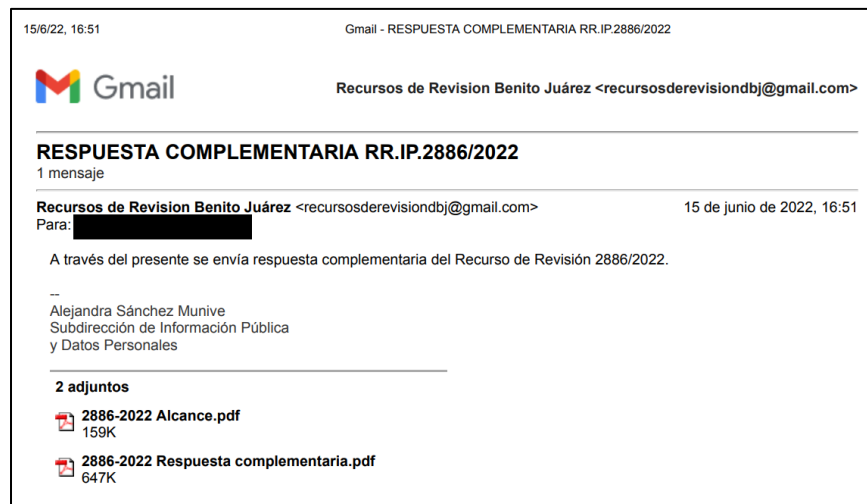 15/6/22, 16:51 Gmail - RESPUESTA COMPLEMENTARIA RR.IP.2886/2022
Gmail Recursos de Revision Benito Juárez <recursosderevisiondbj@gmail.com>
RESPUESTA COMPLEMENTARIA RR.IP.2886/2022
1 mensaje
Recursos de Revision Benito Juárez <recursosderevisiondbj@gmail.com> 15 de junio de 2022, 16:51
Para:
A través del presente se envía respuesta complementaria del Recurso de Revisión 2886/2022.
--
Alejandra Sánchez Munive
Subdirección de Información Pública
y Datos Personales
2 adjuntos
2886-2022 Alcance.pdf
159K
2886-2022 Respuesta complementaria.pdf
647K